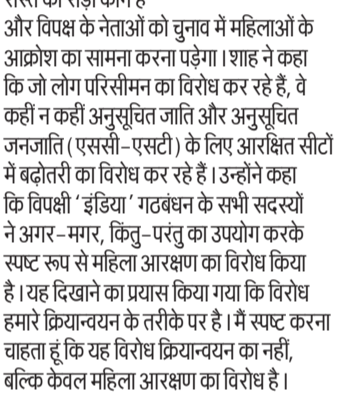 और विपक्ष के नेताओं को चुनाव में महिलाओं के
आक्रोश का सामना करना पड़ेगा। शाह ने कहा
कि जो लोग परिसीमन का विरोध कर रहे हैं, वे
कहीं न कहीं अनुसूचित जाति और अनुसूचित
जनजाति (एससी-एसटी) के लिए आरक्षित सीटों
में बढ़ोतरी का विरोध कर रहे हैं। उन्होंने कहा
कि विपक्षी ‘इंडिया’ गठबंधन के सभी सदस्यों
ने अगर-मगर, किंतु-परंतु का उपयोग करके
स्पष्ट रूप से महिला आरक्षण का विरोध किया
है। यह दिखाने का प्रयास किया गया कि विरोध
हमारे क्रियान्वयन के तरीके पर है। मैं स्पष्ट करना
चाहता हूं कि यह विरोध क्रियान्वयन का नहीं,
बल्कि केवल महिला आरक्षण का विरोध है।